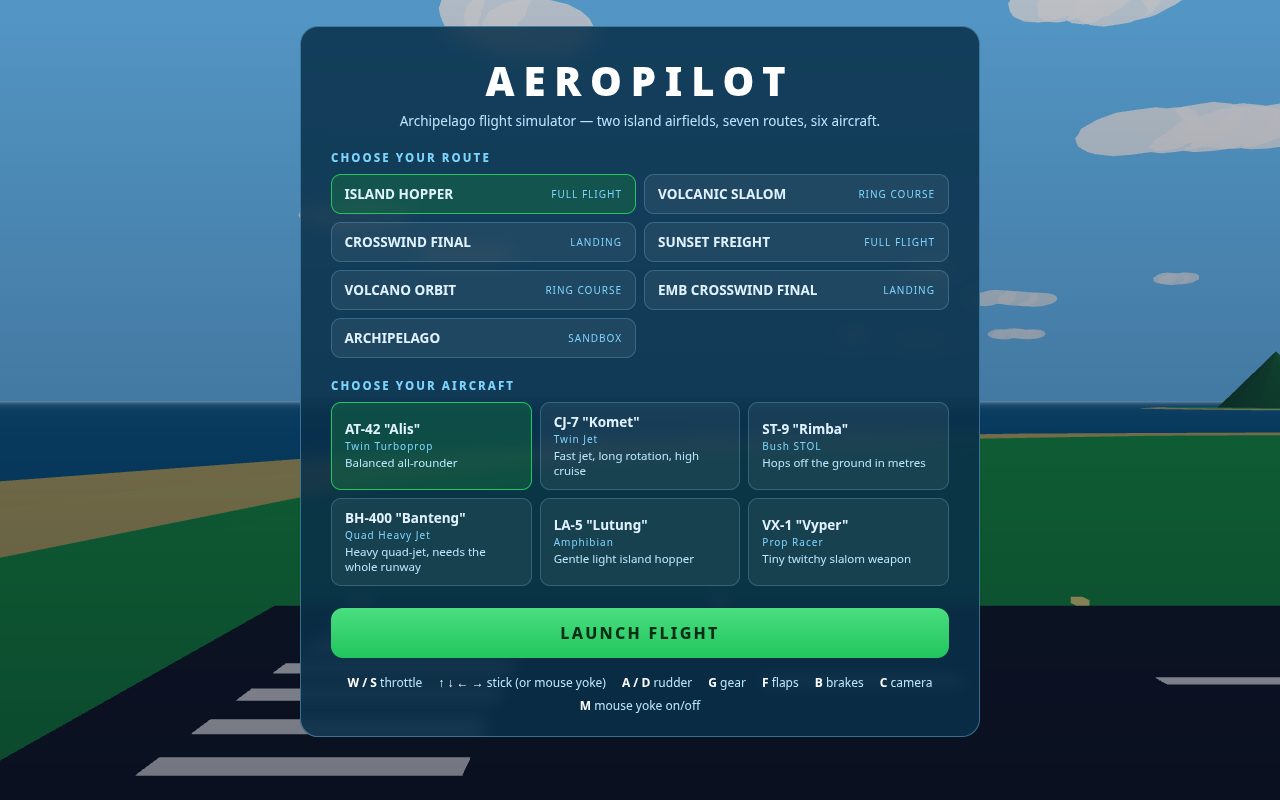 AEROPILOT
Archipelago flight simulator — two island airfields, seven routes, six aircraft.
CHOOSE YOUR ROUTE
ISLAND HOPPER FULL FLIGHT
VOLCANIC SLALOM RING COURSE
CROSSWIND FINAL LANDING
SUNSET FREIGHT FULL FLIGHT
VOLCANO ORBIT RING COURSE
EMB CROSSWIND FINAL LANDING
ARCHIPELAGO SANDBOX
CHOOSE YOUR AIRCRAFT
AT-42 "Alis"
Twin Turboprop
Balanced all-rounder
CJ-7 "Komet"
Twin Jet
Fast jet, long rotation, high
cruise
ST-9 "Rimba"
Bush STOL
Hops off the ground in metres
BH-400 "Banteng"
Quad Heavy Jet
Heavy quad-jet, needs the
whole runway
LA-5 "Lutung"
Amphibian
Gentle light island hopper
VX-1 "Vyper"
Prop Racer
Tiny twitchy slalom weapon
LAUNCH FLIGHT
W / S throttle ↑ ↓ ← → stick (or mouse yoke) A / D rudder G gear F flaps B brakes C camera
M mouse yoke on/off